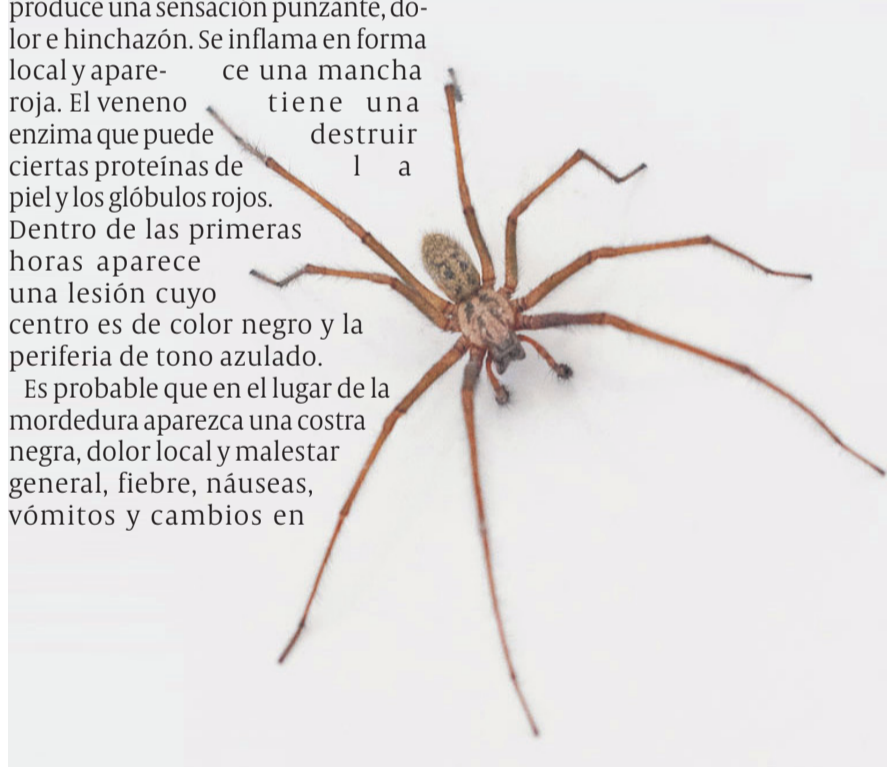 produce una sensación punzante, do-
lor e hinchazón. Se inflama en forma
local y apare- ce una mancha
roja. El veneno tiene una
enzima que puede destruir
ciertas proteínas de l a
piel y los glóbulos rojos.
Dentro de las primeras
horas aparece
una lesión cuyo
centro es de color negro y la
periferia de tono azulado.
Es probable que en el lugar de la
mordedura aparezca una costra
negra, dolor local y malestar
general, fiebre, náuseas,
vómitos y cambios en